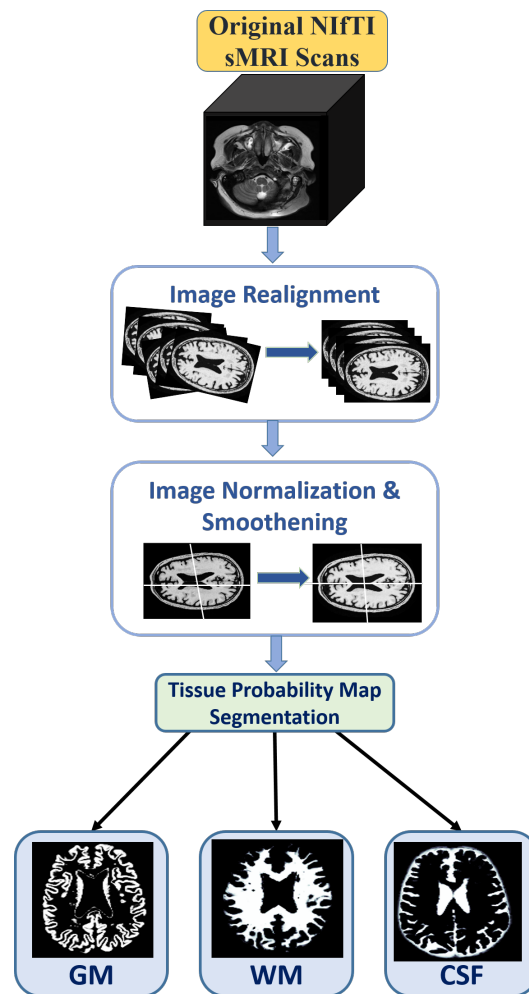 Original NIfTI
sMRI Scans
Image Realignment
Image Normalization &
Smoothening
Tissue Probability Map
Segmentation
GM
WM
CSF